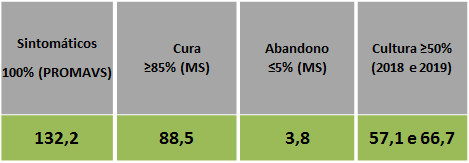 Sintomáticos
100% (PROMAVS)
Cura
≥85% (MS)
Abandono
≤5% (MS)
Cultura ≥50%
(2018 e 2019)
132,2
88,5
3,8
57,1 e 66,7